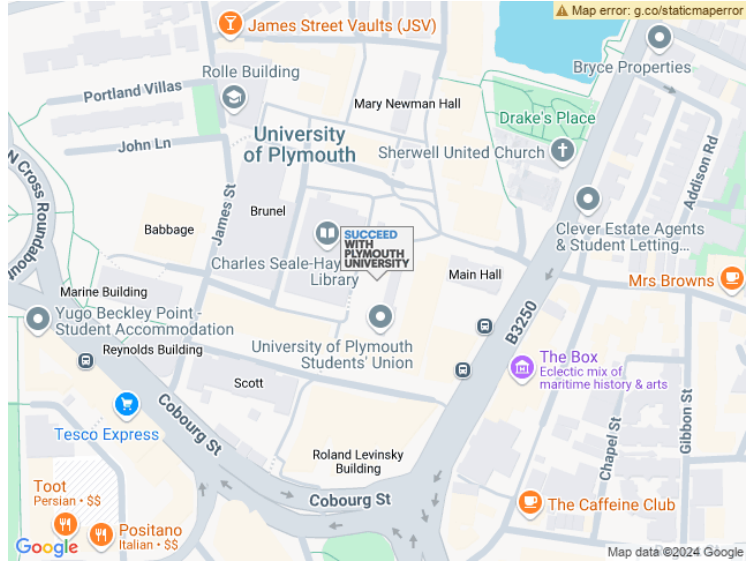 Map error: g.co/staticmaperror
James Street Vaults (JSV)
Bryce Properties
Rolle Building
Portland Villas
Mary Newman Hall
Drake's Place
University
of Plymouth
John Ln
Sherwell United Church
Addison Rd
N Cross Roundabou
James St
Brunel
Babbage
Clever Estate Agents
& Student Letting...
SUCCEED
WITH
PLYMOUTH
UNIVERSITY
Charles Seale-Hay
Library
Main Hall
Mrs Browns
Marine Building
Yugo Beckley Point -
Student Accommodation
B3250
University of Plymouth
Students' Union
Reynolds Building
The Box
Eclectic mix of
maritime history & arts
Scott
Tesco Express
Cobourg St
Chapel St
Gibbon St
Roland Levinsky
Building
Toot
Persian • $$
Cobourg St
The Caffeine Club
Positano
Italian • $$
Google
Map data ©2024 Google